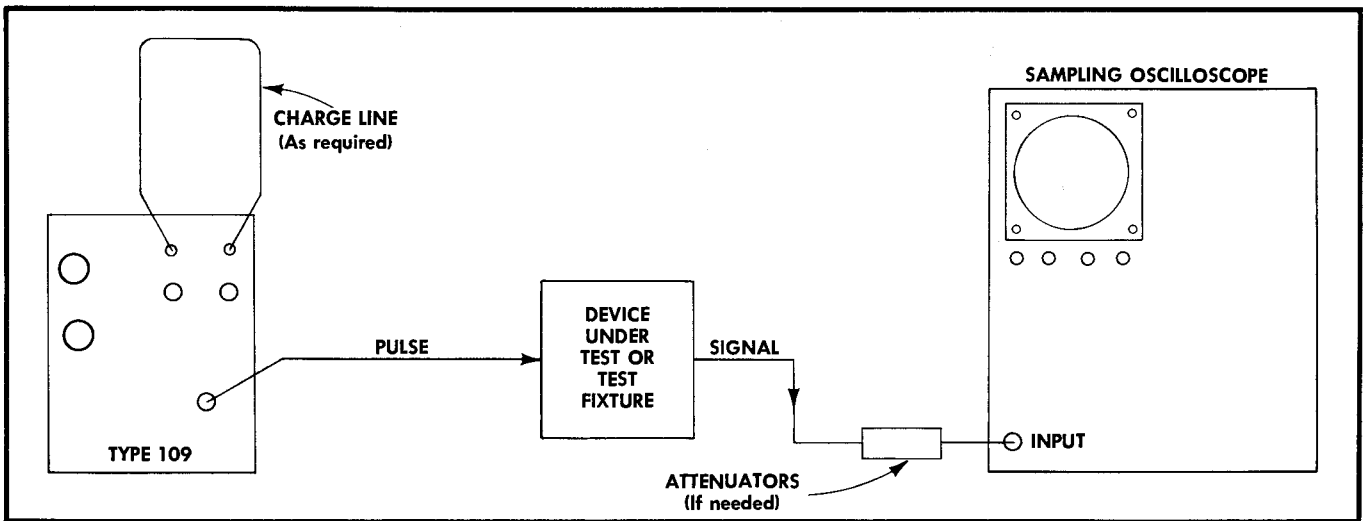 SAMPLING OSCILLOSCOPE
CHARGE LINE
(As required)
PULSE
DEVICE
UNDER
TEST OR
TEST
FIXTURE
SIGNAL
INPUT
TYPE 109
ATTENUATORS
(If needed)